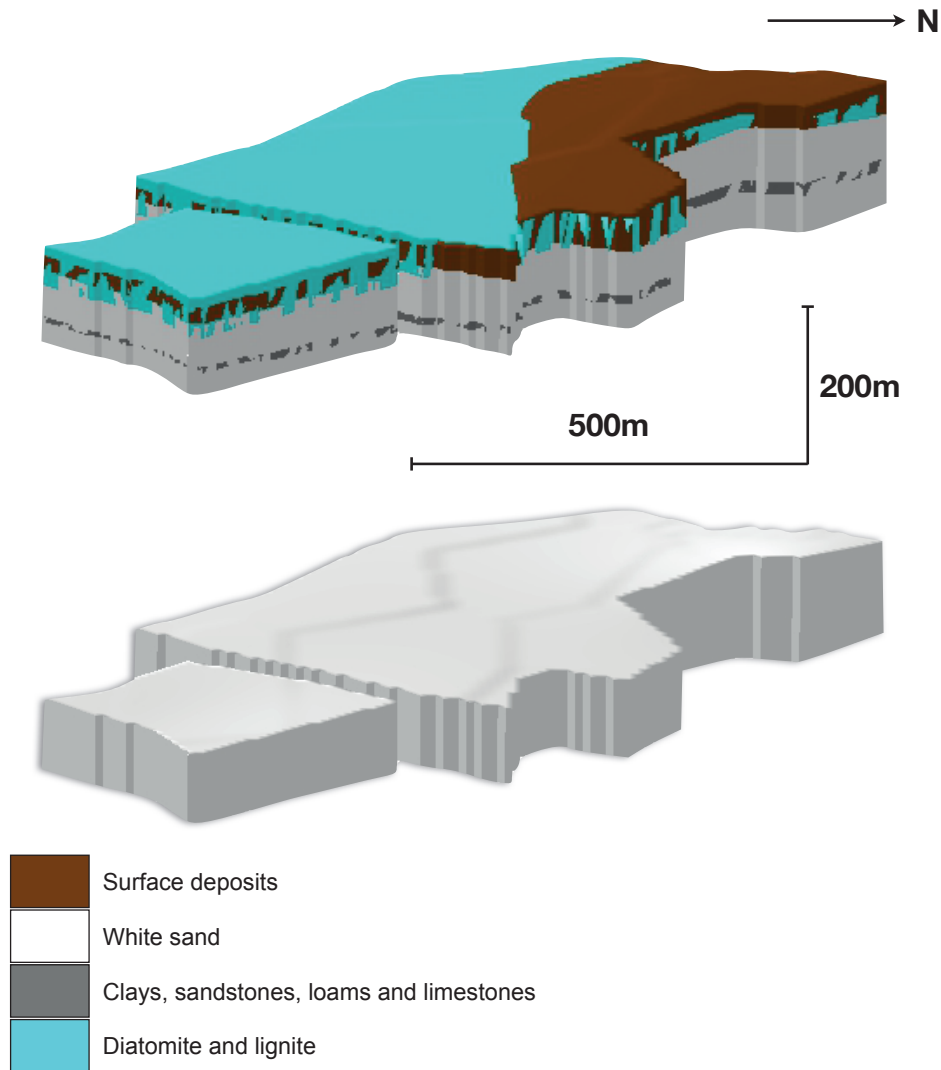 N
200m
500m
Surface deposits
White sand
Clays, sandstones, loams and limestones
Diatomite and lignite